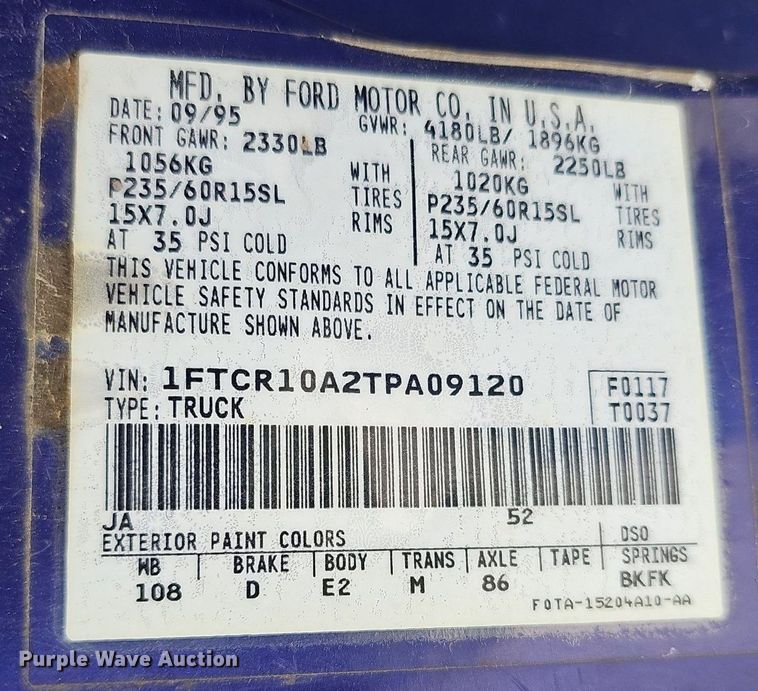 MFD. BY FORD MOTOR CO. IN U.S.A.
DATE: 09/95 GVWR: 4180LB/ 1896KG
FRONT GAWR: 2330LB REAR GAWR: 2250LB
1056KG WITH 1020KG WITH
P235/60R15SL TIRES P235/60R15SL TIRES
15X7.0J RIMS 15X7.0J RIMS
AT 35 PSI COLD AT 35 PSI COLD
THIS VEHICLE CONFORMS TO ALL APPLICABLE FEDERAL MOTOR
VEHICLE SAFETY STANDARDS IN EFFECT ON THE DATE OF
MANUFACTURE SHOWN ABOVE.
VIN: 1FTCR10A2TPA09120 F0117
TYPE: TRUCK T0037
JA 52
EXTERIOR PAINT COLORS DSO
WB BRAKE BODY TRANS AXLE TAPE SPRINGS
108 D E2 M 86 BKFK
F0TA-15204A10-AA
Purple Wave Auction